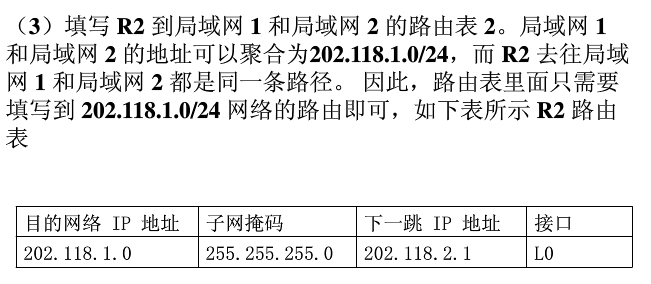 （3）填写 R2 到局域网 1 和局域网 2 的路由表 2。局域网 1
和局域网 2 的地址可以聚合为202.118.1.0/24，而 R2 去往局域
网 1 和局域网 2 都是同一条路径。 因此，路由表里面只需要
填写到 202.118.1.0/24 网络的路由即可，如下表所示 R2 路由
表
目的网络 IP 地址 子网掩码 下一跳 IP 地址 接口
202.118.1.0 255.255.255.0 202.118.2.1 L0